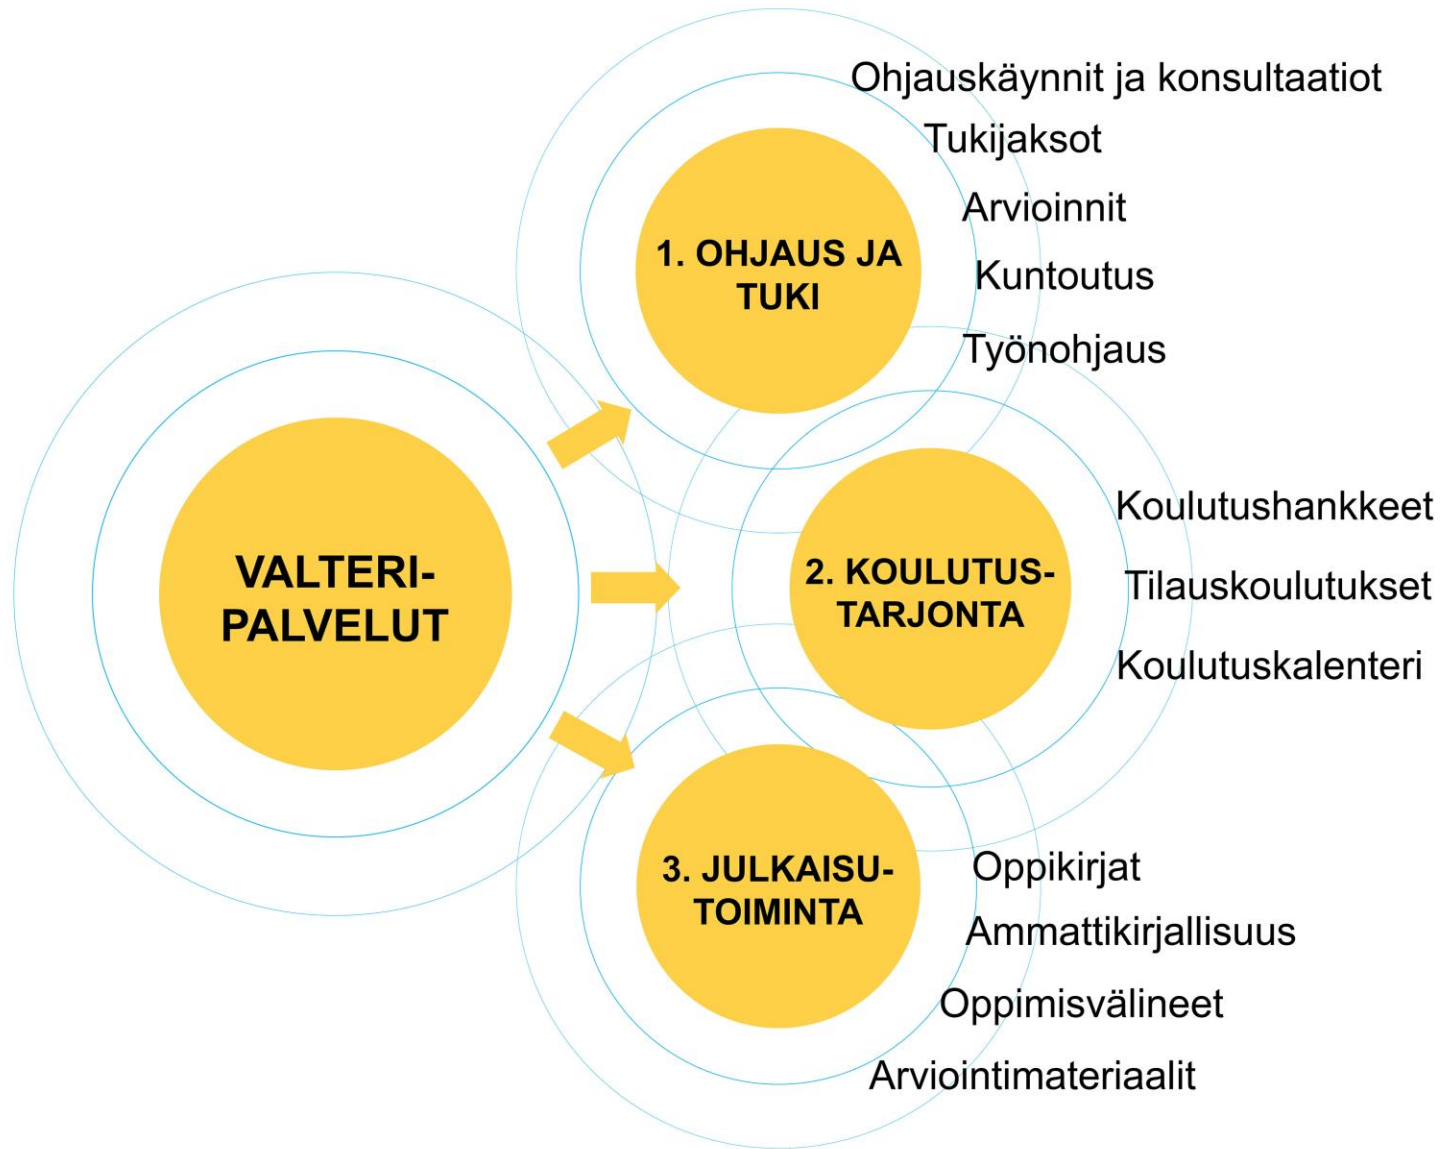 VALTERI-
PALVELUT
1. OHJAUS JA
TUKI
Ohjauskäynnit ja konsultaatiot
Tukijaksot
Arvioinnit
Kuntoutus
Työnohjaus
2. KOULUTUS-
TARJONTA
Koulutushankkeet
Tilauskoulutukset
Koulutuskalenteri
3. JULKAISU-
TOIMINTA
Oppikirjat
Ammattikirjallisuus
Oppimisvälineet
Arviointimateriaalit